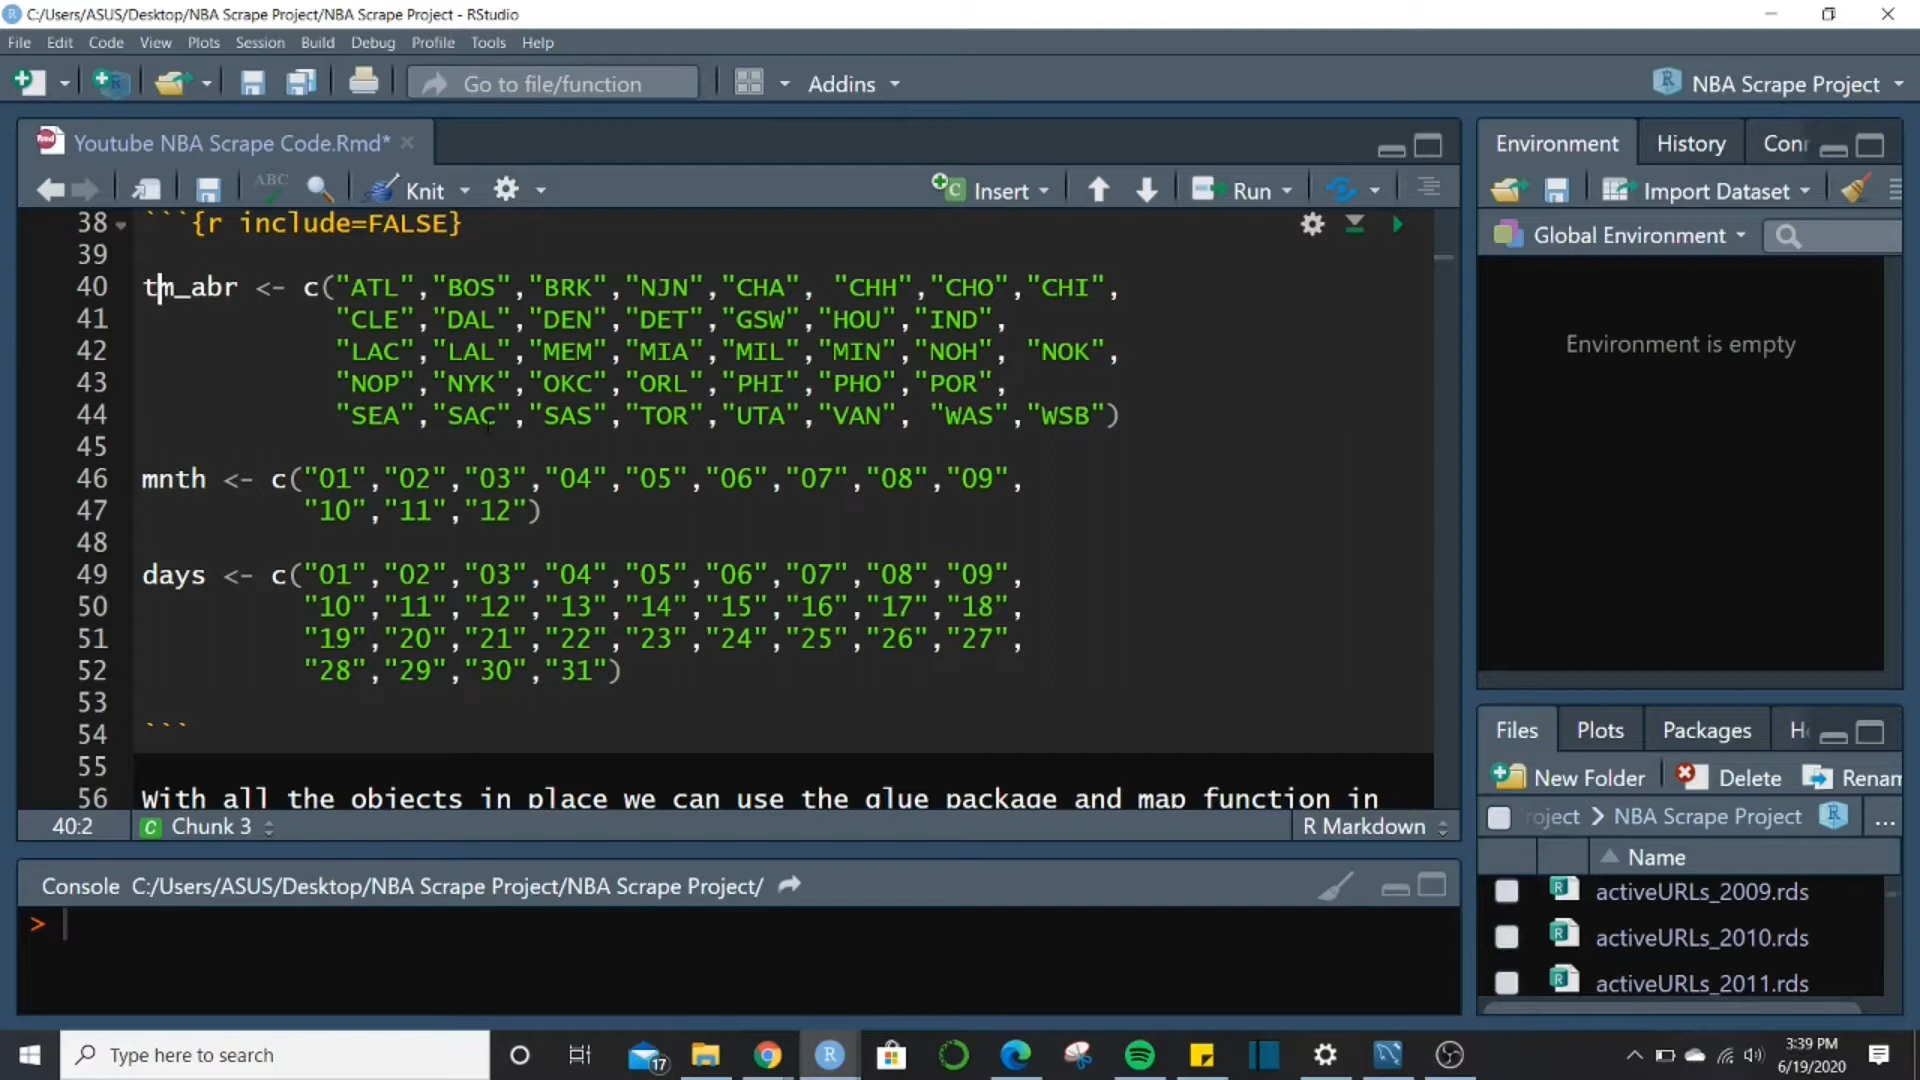 C:/Users/ASUS/Desktop/NBA Scrape Project/NBA Scrape Project - RStudio
File Edit Code View Plots Session Build Debug Profile Tools Help
Go to file/function Addins NBA Scrape Project
Youtube NBA Scrape Code.Rmd*
ABC Knit Insert Run
38 ```{r include=FALSE}
39
40 tm_abr <- c("ATL","BOS","BRK","NJN","CHA", "CHH","CHO","CHI",
41 "CLE","DAL","DEN","DET","GSW","HOU","IND",
42 "LAC","LAL","MEM","MIA","MIL","MIN","NOH", "NOK",
43 "NOP","NYK","OKC","ORL","PHI","PHO","POR",
44 "SEA","SAC","SAS","TOR","UTA","VAN", "WAS","WSB")
45
46 mnth <- c("01","02","03","04","05","06","07","08","09",
47 "10","11","12")
48
49 days <- c("01","02","03","04","05","06","07","08","09",
50 "10","11","12","13","14","15","16","17","18",
51 "19","20","21","22","23","24","25","26","27",
52 "28","29","30","31")
53
54 ```
55
56 With all the objects in place we can use the glue package and map function in
40:2 C Chunk 3 R Markdown
Console C:/Users/ASUS/Desktop/NBA Scrape Project/NBA Scrape Project/
>
Environment History Conr
Import Dataset
Global Environment
Environment is empty
Files Plots Packages H
New Folder Delete Renam
roject NBA Scrape Project ...
Name
activeURLs_2009.rds
activeURLs_2010.rds
activeURLs_2011.rds
Type here to search 17 3:39 PM
6/19/2020